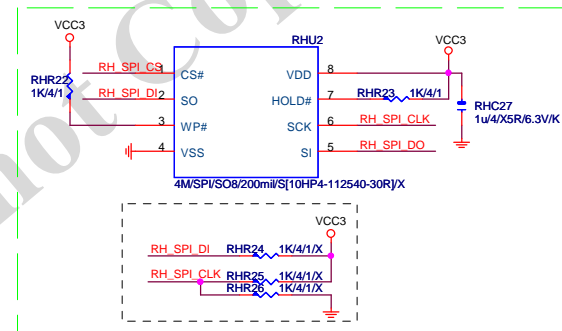 not Cop
VCC3
RHU2
VCC3
RHR22
1K/4/1
RH_SPI_CS
1
CS#
VDD
8
RH_SPI_DI
2
SO
HOLD#
7
RHR23
1K/4/1
3
WP#
SCK
6
RH_SPI_CLK
RHC27
1u/4/X5R/6.3V/K
4
VSS
SI
5
RH_SPI_DO
4M/SPI/SO8/200mil/S[10HP4-112540-30R]/X
VCC3
RH_SPI_DI
RHR24
1K/4/1/X
RH_SPI_CLK
RHR25
1K/4/1/X
RHR26
1K/4/1/X